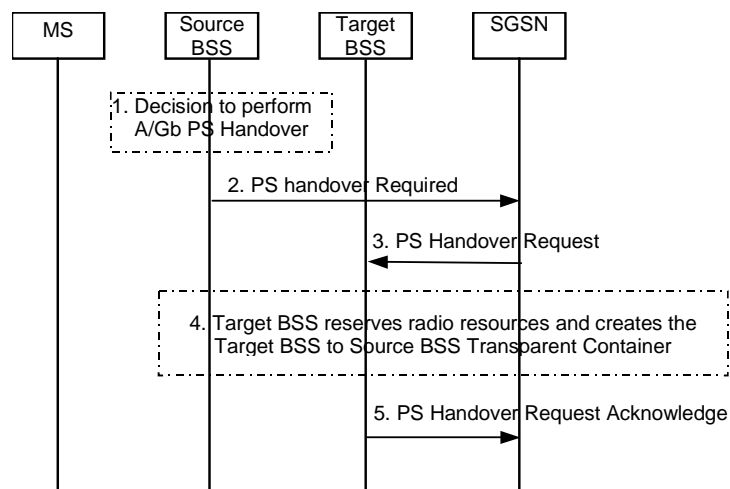 MS
Source
BSS
Target
BSS
SGSN
1. Decision to perform
A/Gb PS Handover
2. PS handover Required
3. PS Handover Request
4. Target BSS reserves radio resources and creates the
Target BSS to Source BSS Transparent Container
5. PS Handover Request Acknowledge